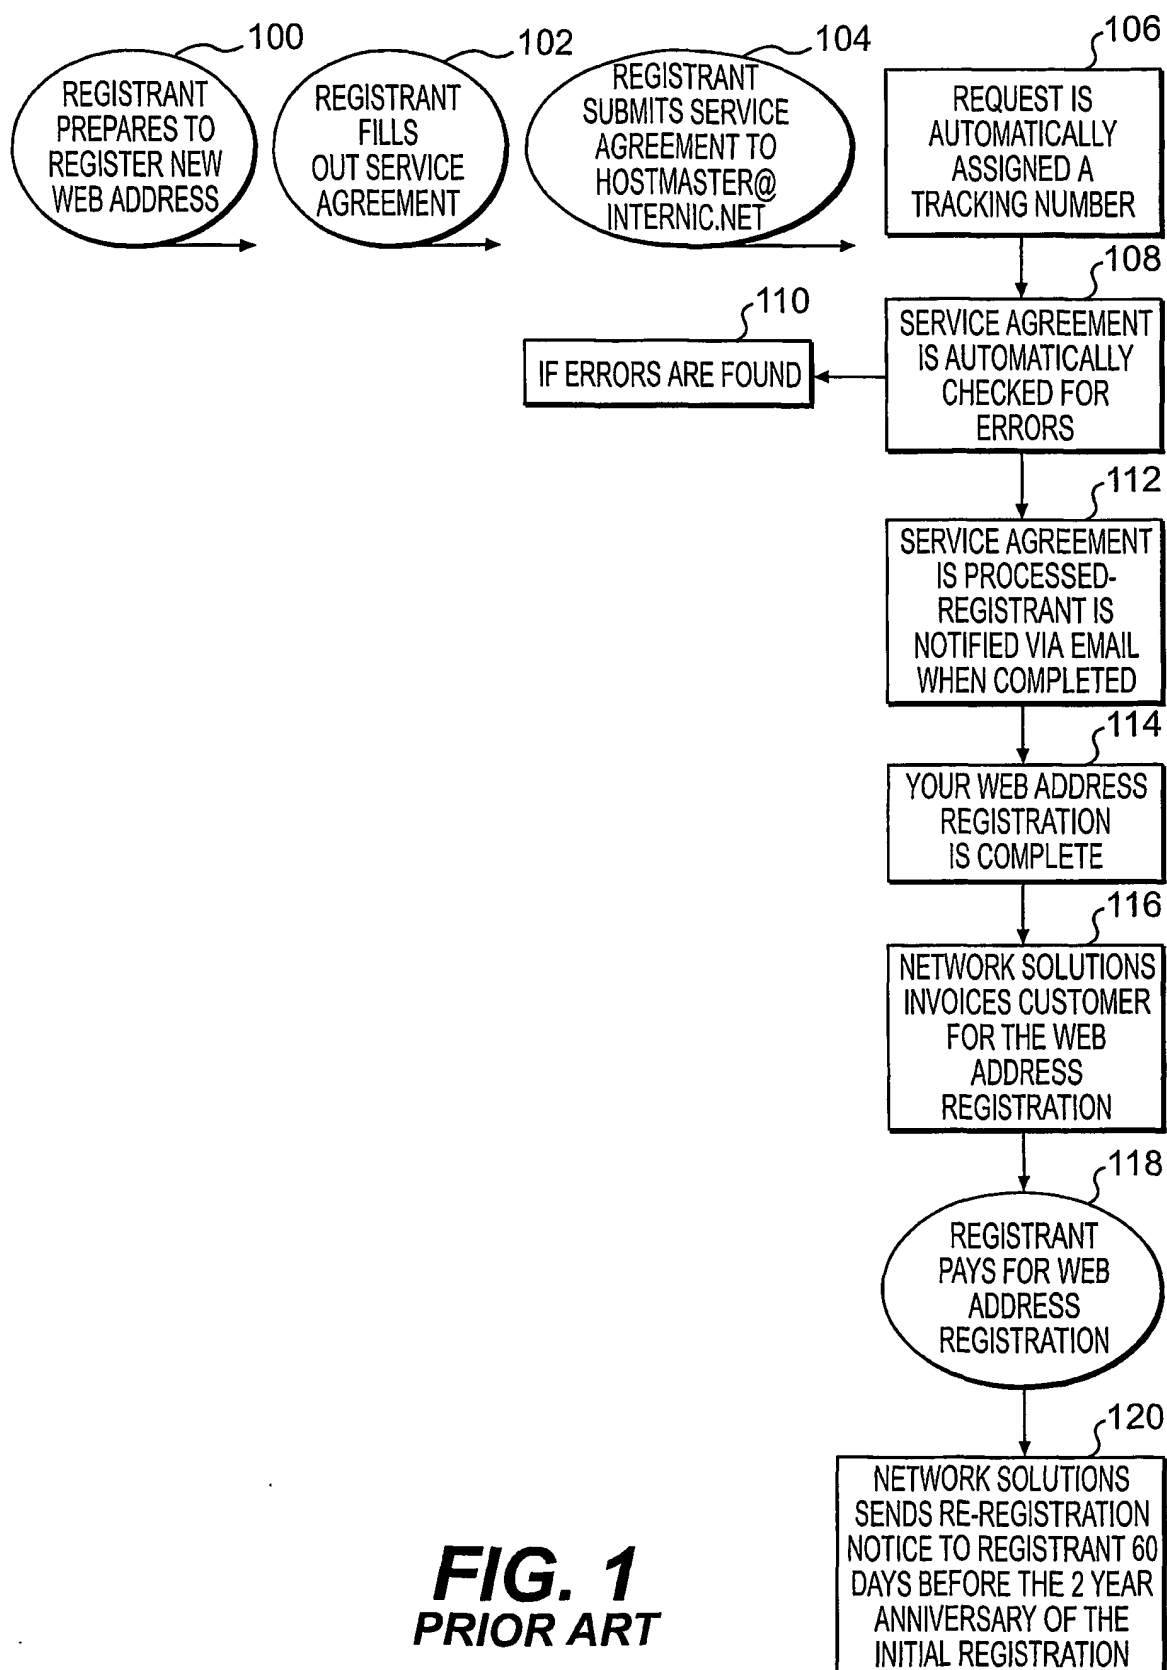 100
REGISTRANT
PREPARES TO
REGISTER NEW
WEB ADDRESS
102
REGISTRANT
FILLS
OUT SERVICE
AGREEMENT
104
REGISTRANT
SUBMITS SERVICE
AGREEMENT TO
HOSTMASTER@
INTERNIC.NET
106
REQUEST IS
AUTOMATICALLY
ASSIGNED A
TRACKING NUMBER
108
SERVICE AGREEMENT
IS AUTOMATICALLY
CHECKED FOR
ERRORS
110
IF ERRORS ARE FOUND
112
SERVICE AGREEMENT
IS PROCESSED-
REGISTRANT IS
NOTIFIED VIA EMAIL
WHEN COMPLETED
114
YOUR WEB ADDRESS
REGISTRATION
IS COMPLETE
116
NETWORK SOLUTIONS
INVOICES CUSTOMER
FOR THE WEB
ADDRESS
REGISTRATION
118
REGISTRANT
PAYS FOR WEB
ADDRESS
REGISTRATION
120
NETWORK SOLUTIONS
SENDS RE-REGISTRATION
NOTICE TO REGISTRANT 60
DAYS BEFORE THE 2 YEAR
ANNIVERSARY OF THE
INITIAL REGISTRATION
FIG. 1
PRIOR ART